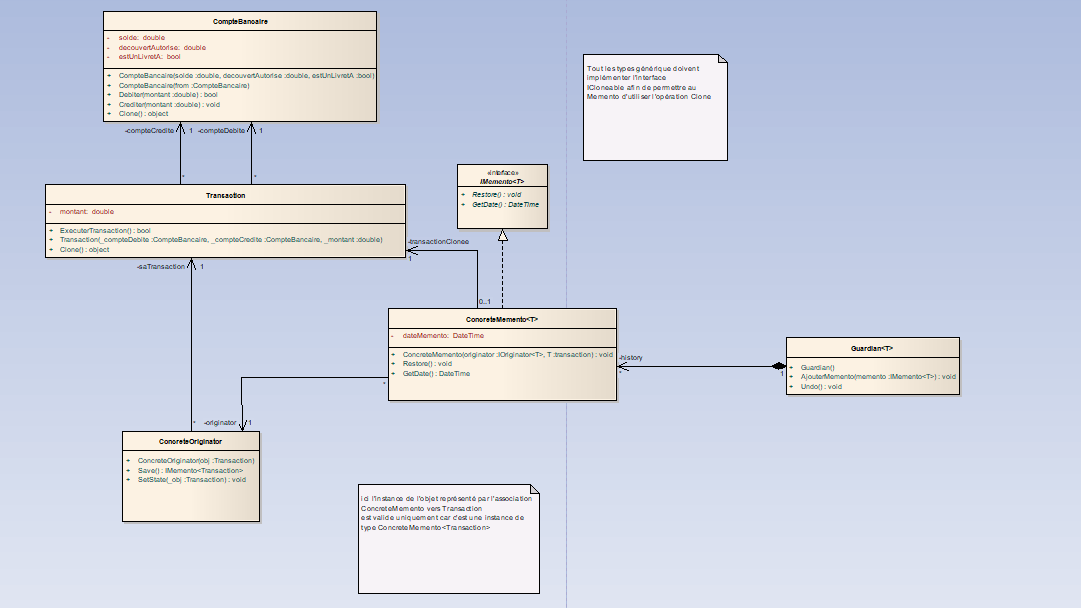 CompteBancaire
- solde: double
- decouvertAutorise: double
- estUnLivretA: bool
+ CompteBancaire(solde :double, decouvertAutorise :double, estUnLivretA :bool)
+ CompteBancaire(from :CompteBancaire)
+ Debiter(montant :double) : bool
+ Crediter(montant :double) : void
+ Clone() : object
-compteCredite 1 -compteDebite 1
* *
Transaction
- montant: double
+ ExecuterTransaction() : bool
+ Transaction(_compteDebite :CompteBancaire, _compteCredite :CompteBancaire, _montant :double)
+ Clone() : object
Tout les types générique doivent
implémenter l'interface
ICloneable afin de permettre au
Memento d'utiliser l'opération Clone
«interface»
IMemento<T>
+ Restore() : void
+ GetDate() : DateTime
-transactionClonee
1
0..1
-saTransaction 1
ConcreteMemento<T>
- dateMemento: DateTime
+ ConcreteMemento(originator :IOriginator<T>, T :transaction) : void
+ Restore() : void
+ GetDate() : DateTime
-history
*
1
Guardian<T>
+ Guardian()
+ AjouterMemento(memento :IMemento<T>) : void
+ Undo() : void
*
* -originator 1
ConcreteOriginator
+ ConcreteOriginator(obj :Transaction)
+ Save() : IMemento<Transaction>
+ SetState(_obj :Transaction) : void
Ici l'instance de l'objet représenté par l'association
ConcreteMemento vers Transaction
est valide uniquement car c'est une instance de
type ConcreteMemento<Transaction>